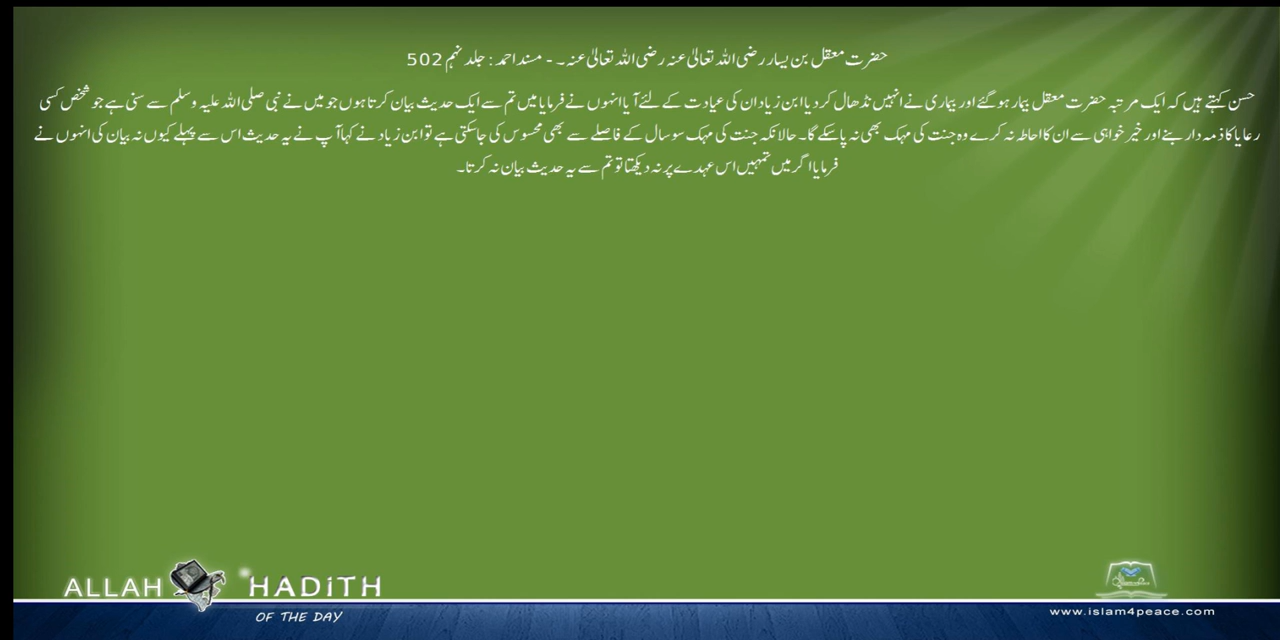 حضرت معقل بن یسار رضی اللہ تعالیٰ عنہ رضی اللہ تعالیٰ عنہ۔ - مسند احمد : جلد نہم 502
حسن کہتے ہیں کہ ایک مرتبہ حضرت معقل بیمار ہو گئے اور بیماری نے انہیں نڈھال کر دیا ابن زیاد ان کی عیادت کے لئے آیا انہوں نے فرمایا میں تم سے ایک حدیث بیان کرتا ہوں جو میں نے نبی صلی اللہ علیہ وسلم سے سنی ہے جو شخص کسی
رعایا کا ذمہ دار بنے اور خیر خواہی سے ان کا احاطہ نہ کرے وہ جنت کی مہک بھی نہ پا سکے گا۔ حالانکہ جنت کی مہک سو سال کے فاصلے سے بھی محسوس کی جا سکتی ہے تو ابن زیاد نے کہا آپ نے یہ حدیث اس سے پہلے کیوں نہ بیان کی انہوں نے
فرمایا اگر میں تمہیں اس عہدے پر نہ دیکھتا تو تم سے یہ حدیث بیان نہ کرتا۔
ALLAH HADiTH
OF THE DAY
www.islam4peace.com